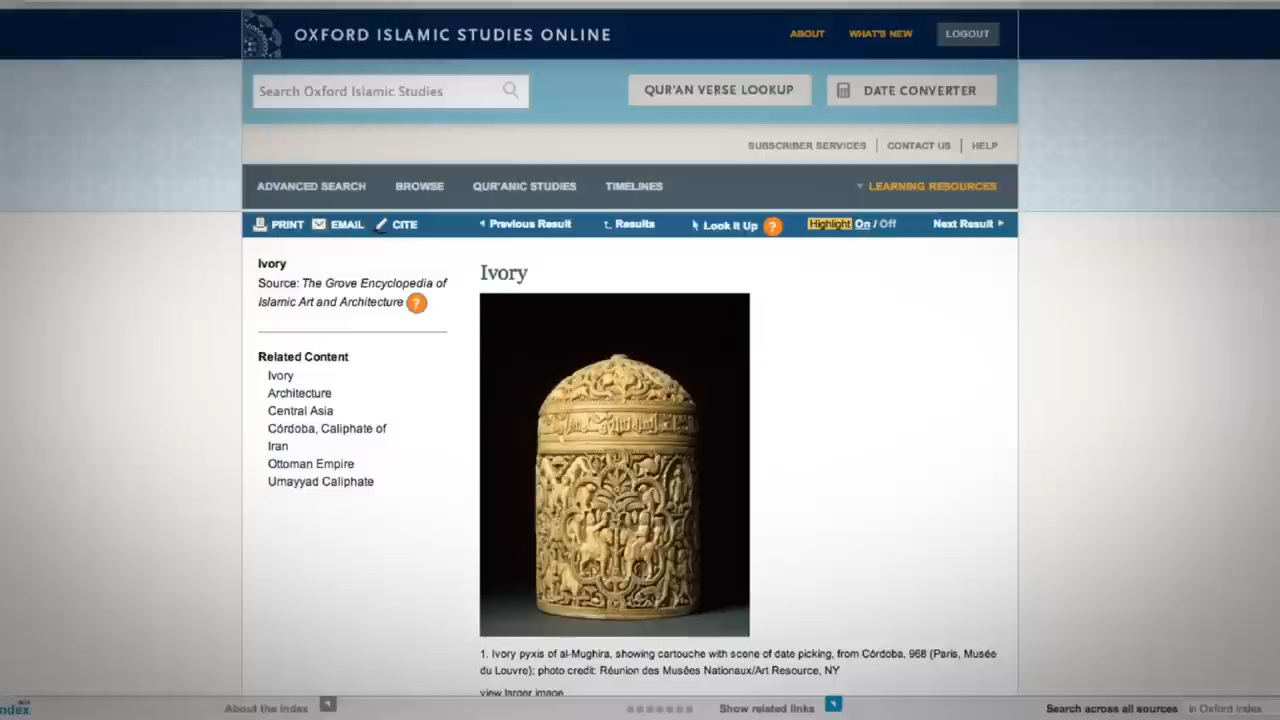 OXFORD ISLAMIC STUDIES ONLINE
ABOUT
WHAT'S NEW
LOGOUT
Search Oxford Islamic Studies
QUR'AN VERSE LOOKUP
DATE CONVERTER
SUBSCRIBER SERVICES
CONTACT US
HELP
ADVANCED SEARCH
BROWSE
QUR'ANIC STUDIES
TIMELINES
LEARNING RESOURCES
PRINT
EMAIL
CITE
Previous Result
Results
Look It Up ?
Highlight On / Off
Next Result
Ivory
Source: The Grove Encyclopedia of
Islamic Art and Architecture ?
Related Content
Ivory
Architecture
Central Asia
Córdoba, Caliphate of
Iran
Ottoman Empire
Umayyad Caliphate
Ivory
1. Ivory pyxis of al-Mughira, showing cartouche with scene of date picking, from Córdoba, 968 (Paris, Musée
du Louvre); photo credit: Réunion des Musées Nationaux/Art Resource, NY
view larger image
About the Index
Show related links
Search across all sources
in Oxford Index